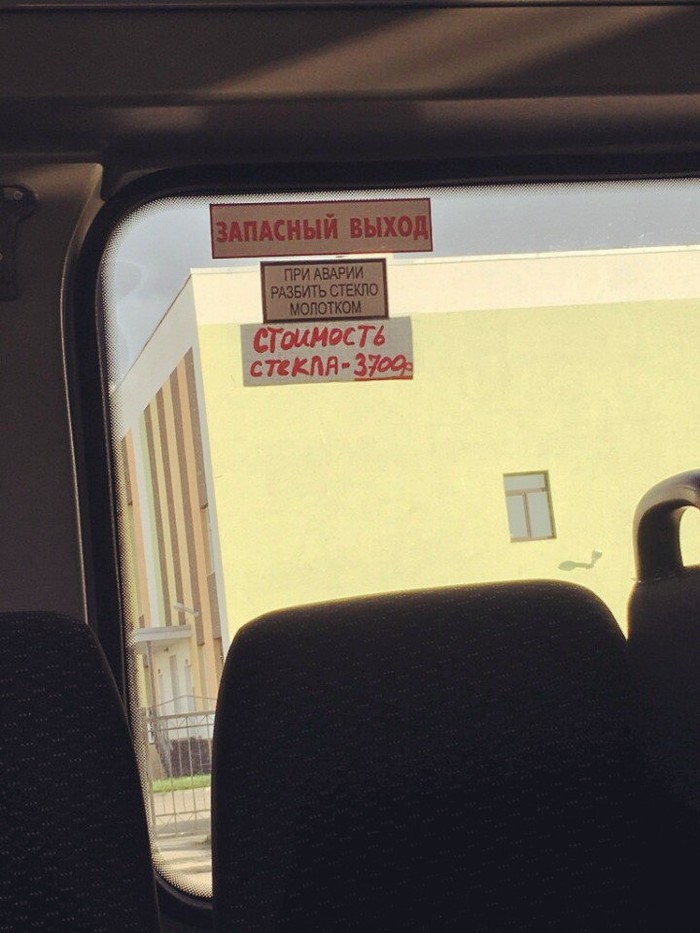 ЗАПАСНЫЙ ВЫХОД
ПРИ АВАРИИ
РАЗБИТЬ СТЕКЛО
МОЛОТКОМ
СТОИМОСТЬ
СТЕКЛА-3700р